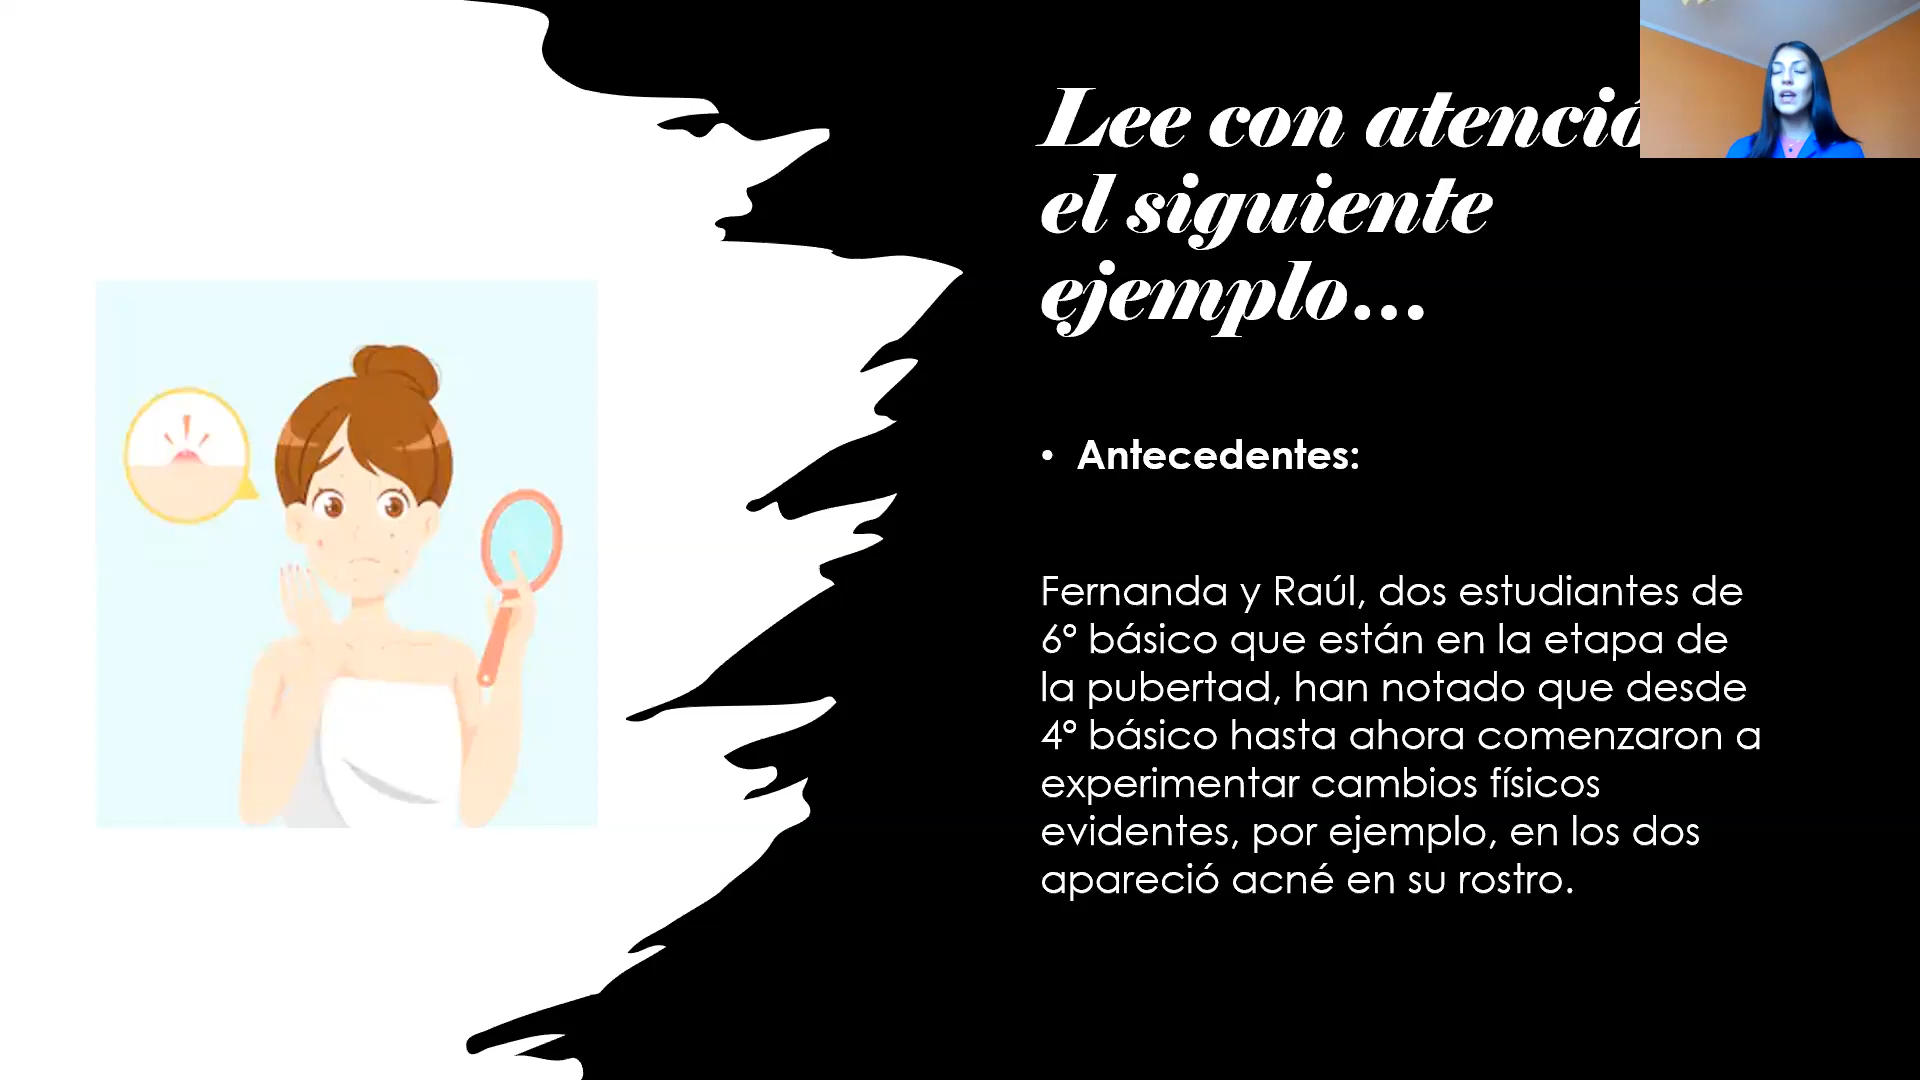 Lee con atenció
el siguiente
ejemplo...
• Antecedentes:
Fernanda y Raúl, dos estudiantes de
6° básico que están en la etapa de
la pubertad, han notado que desde
4° básico hasta ahora comenzaron a
experimentar cambios físicos
evidentes, por ejemplo, en los dos
apareció acné en su rostro.